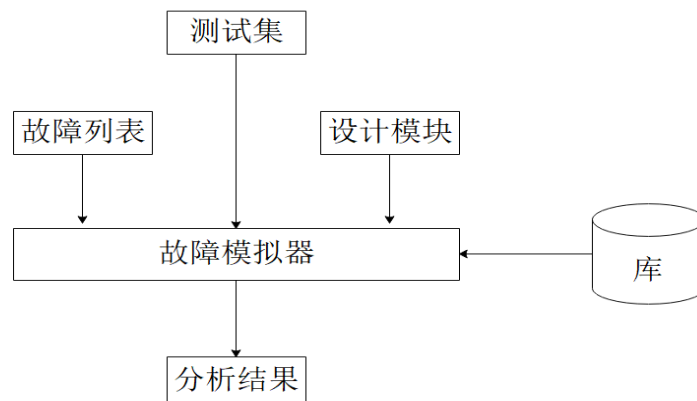 测试集
故障列表
设计模块
故障模拟器
库
分析结果